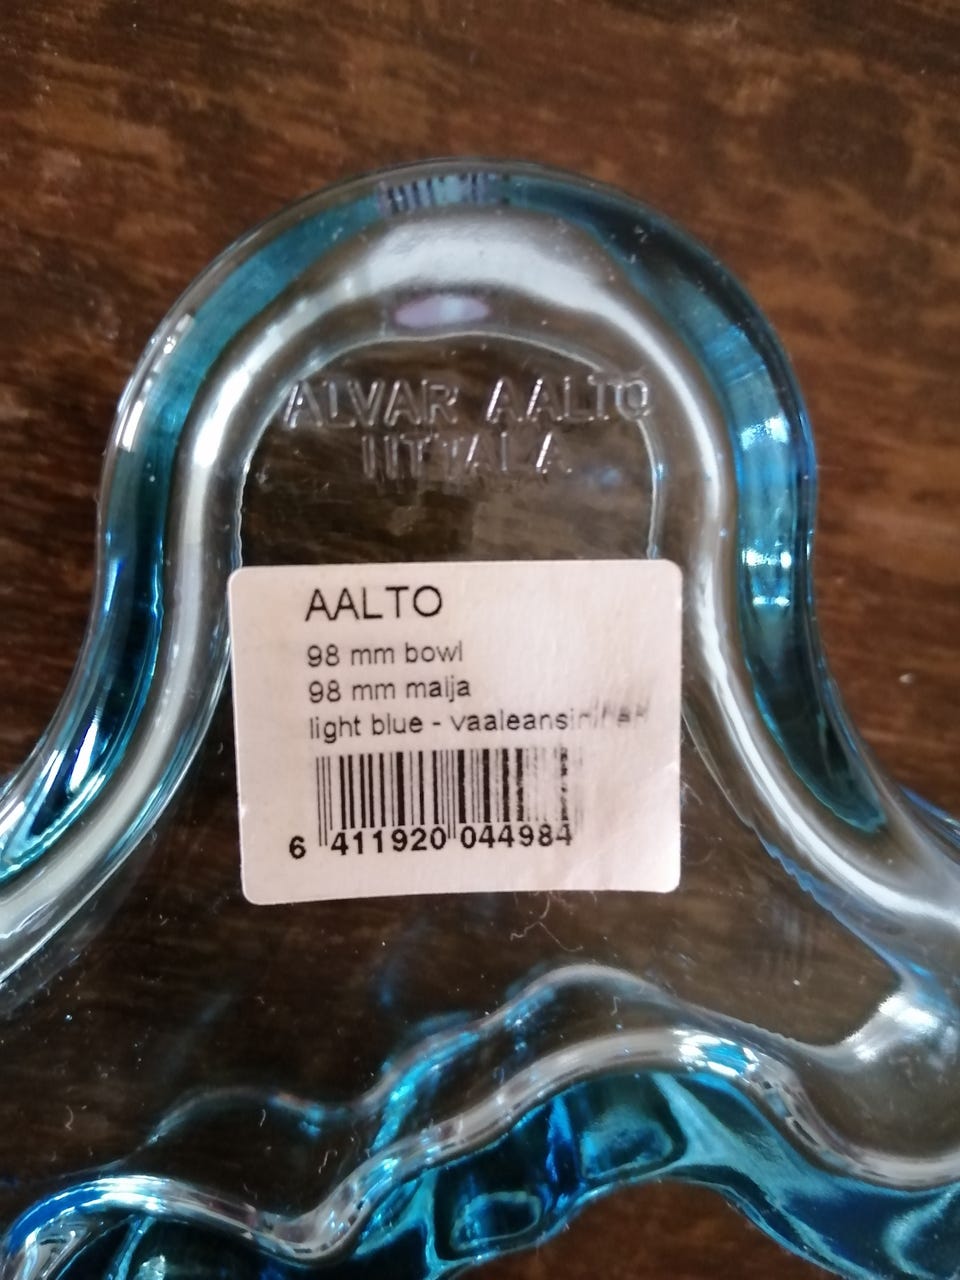 ALVAR AALTO
IITTALA
AALTO
98 mm bowl
98 mm malja
light blue - vaaleansininen
6 411920 044984